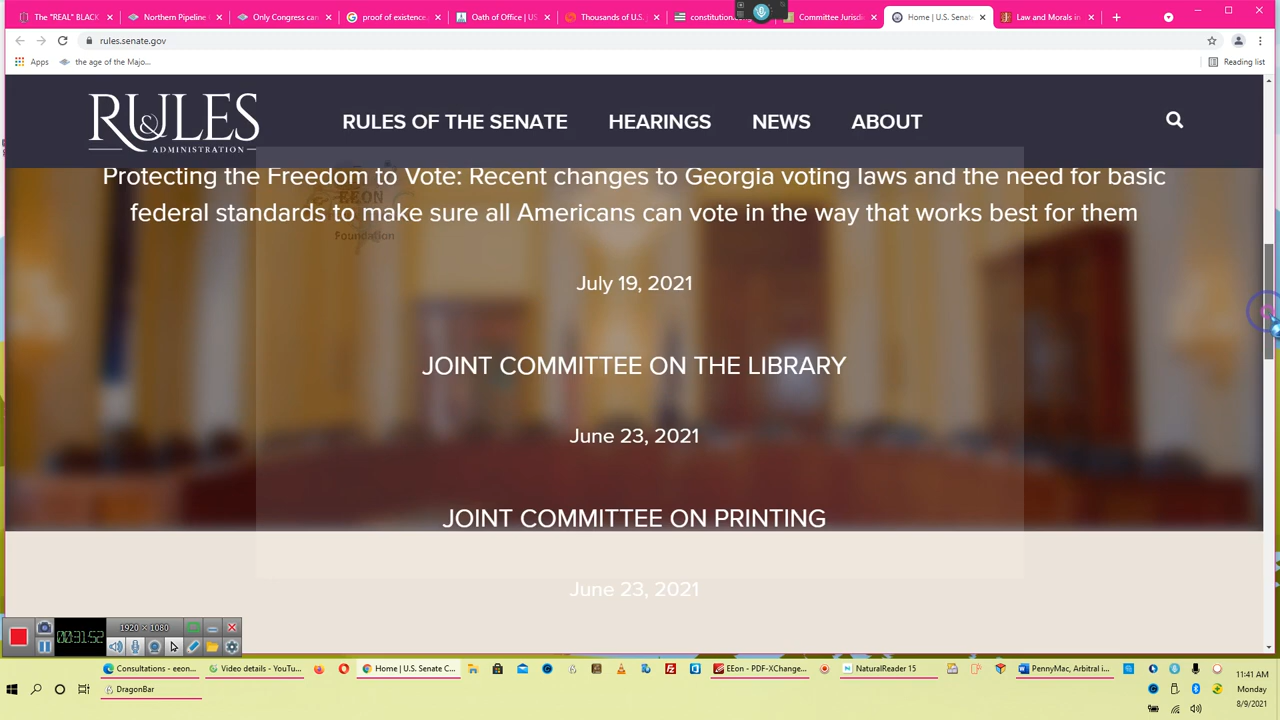 The "REAL" BLACK
Northern Pipeline
Only Congress can
proof of existence.
Oath of Office | US
Thousands of U.S.
constitution.
Committee Jurisdic
Home | U.S. Senate
Law and Morals in
rules.senate.gov
Apps
the age of the Majo...
Reading list
RULES
& ADMINISTRATION
RULES OF THE SENATE
HEARINGS
NEWS
ABOUT
Protecting the Freedom to Vote: Recent changes to Georgia voting laws and the need for basic
federal standards to make sure all Americans can vote in the way that works best for them
EEON
Foundation
July 19, 2021
JOINT COMMITTEE ON THE LIBRARY
June 23, 2021
JOINT COMMITTEE ON PRINTING
June 23, 2021
00:31:52
1920 × 1080
Consultations - eeon...
Video details - YouTu...
Home | U.S. Senate C...
EEon - PDF-XChange...
NaturalReader 15
PennyMac, Arbitral i...
DragonBar
11:41 AM
Monday
8/9/2021